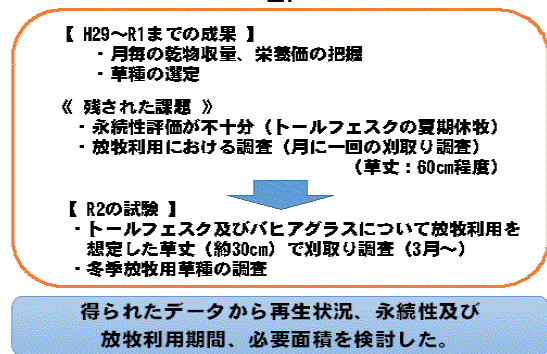 【 H29～R1までの成果 】
・月毎の乾物収量、栄養価の把握
・草種の選定
《 残された課題 》
・永続性評価が不十分（トールフェスクの夏期休牧）
・放牧利用における調査（月に一回の刈取り調査）
（草丈：60cm程度）
【 R2の試験 】
・トールフェスク及びバヒアグラスについて放牧利用を
想定した草丈（約30cm）で刈取り調査（3月～）
・冬季放牧用草種の調査
得られたデータから再生状況、永続性及び
放牧利用期間、必要面積を検討した。